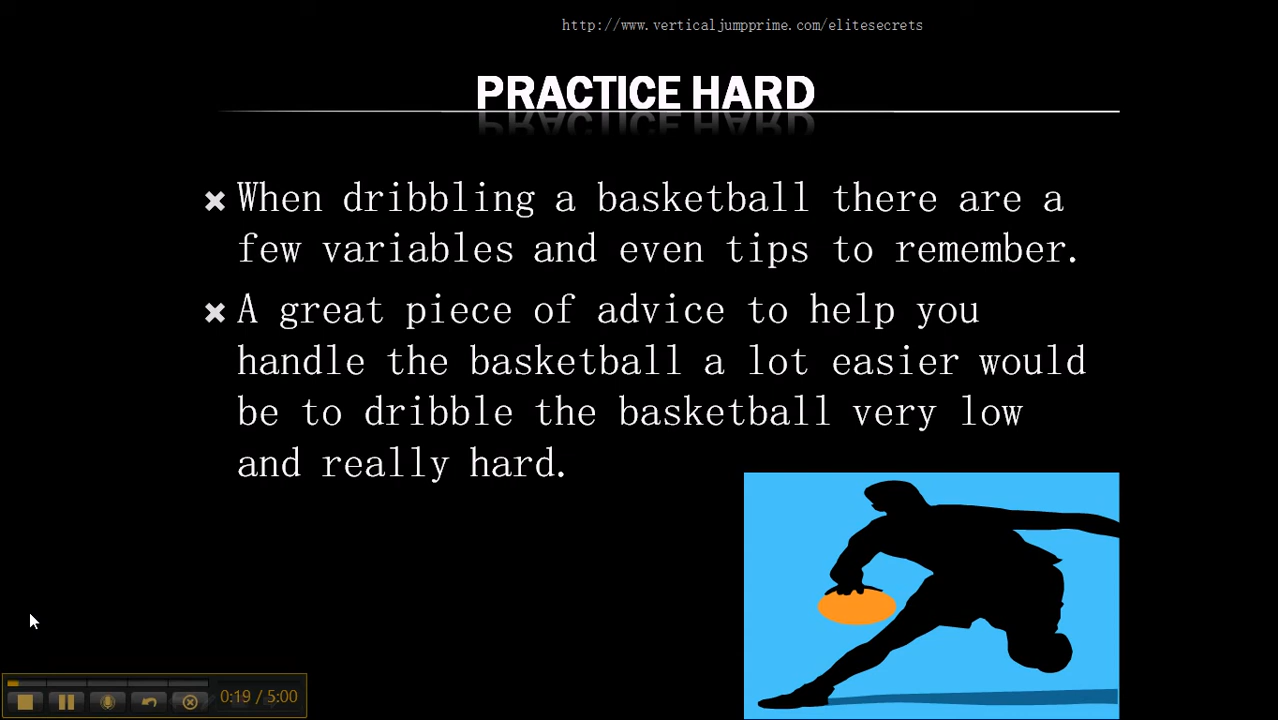 http://www.verticaljumpprime.com/elitesecrets
PRACTICE HARD
When dribbling a basketball there are a
few variables and even tips to remember.
A great piece of advice to help you
handle the basketball a lot easier would
be to dribble the basketball very low
and really hard.
0:19 / 5:00